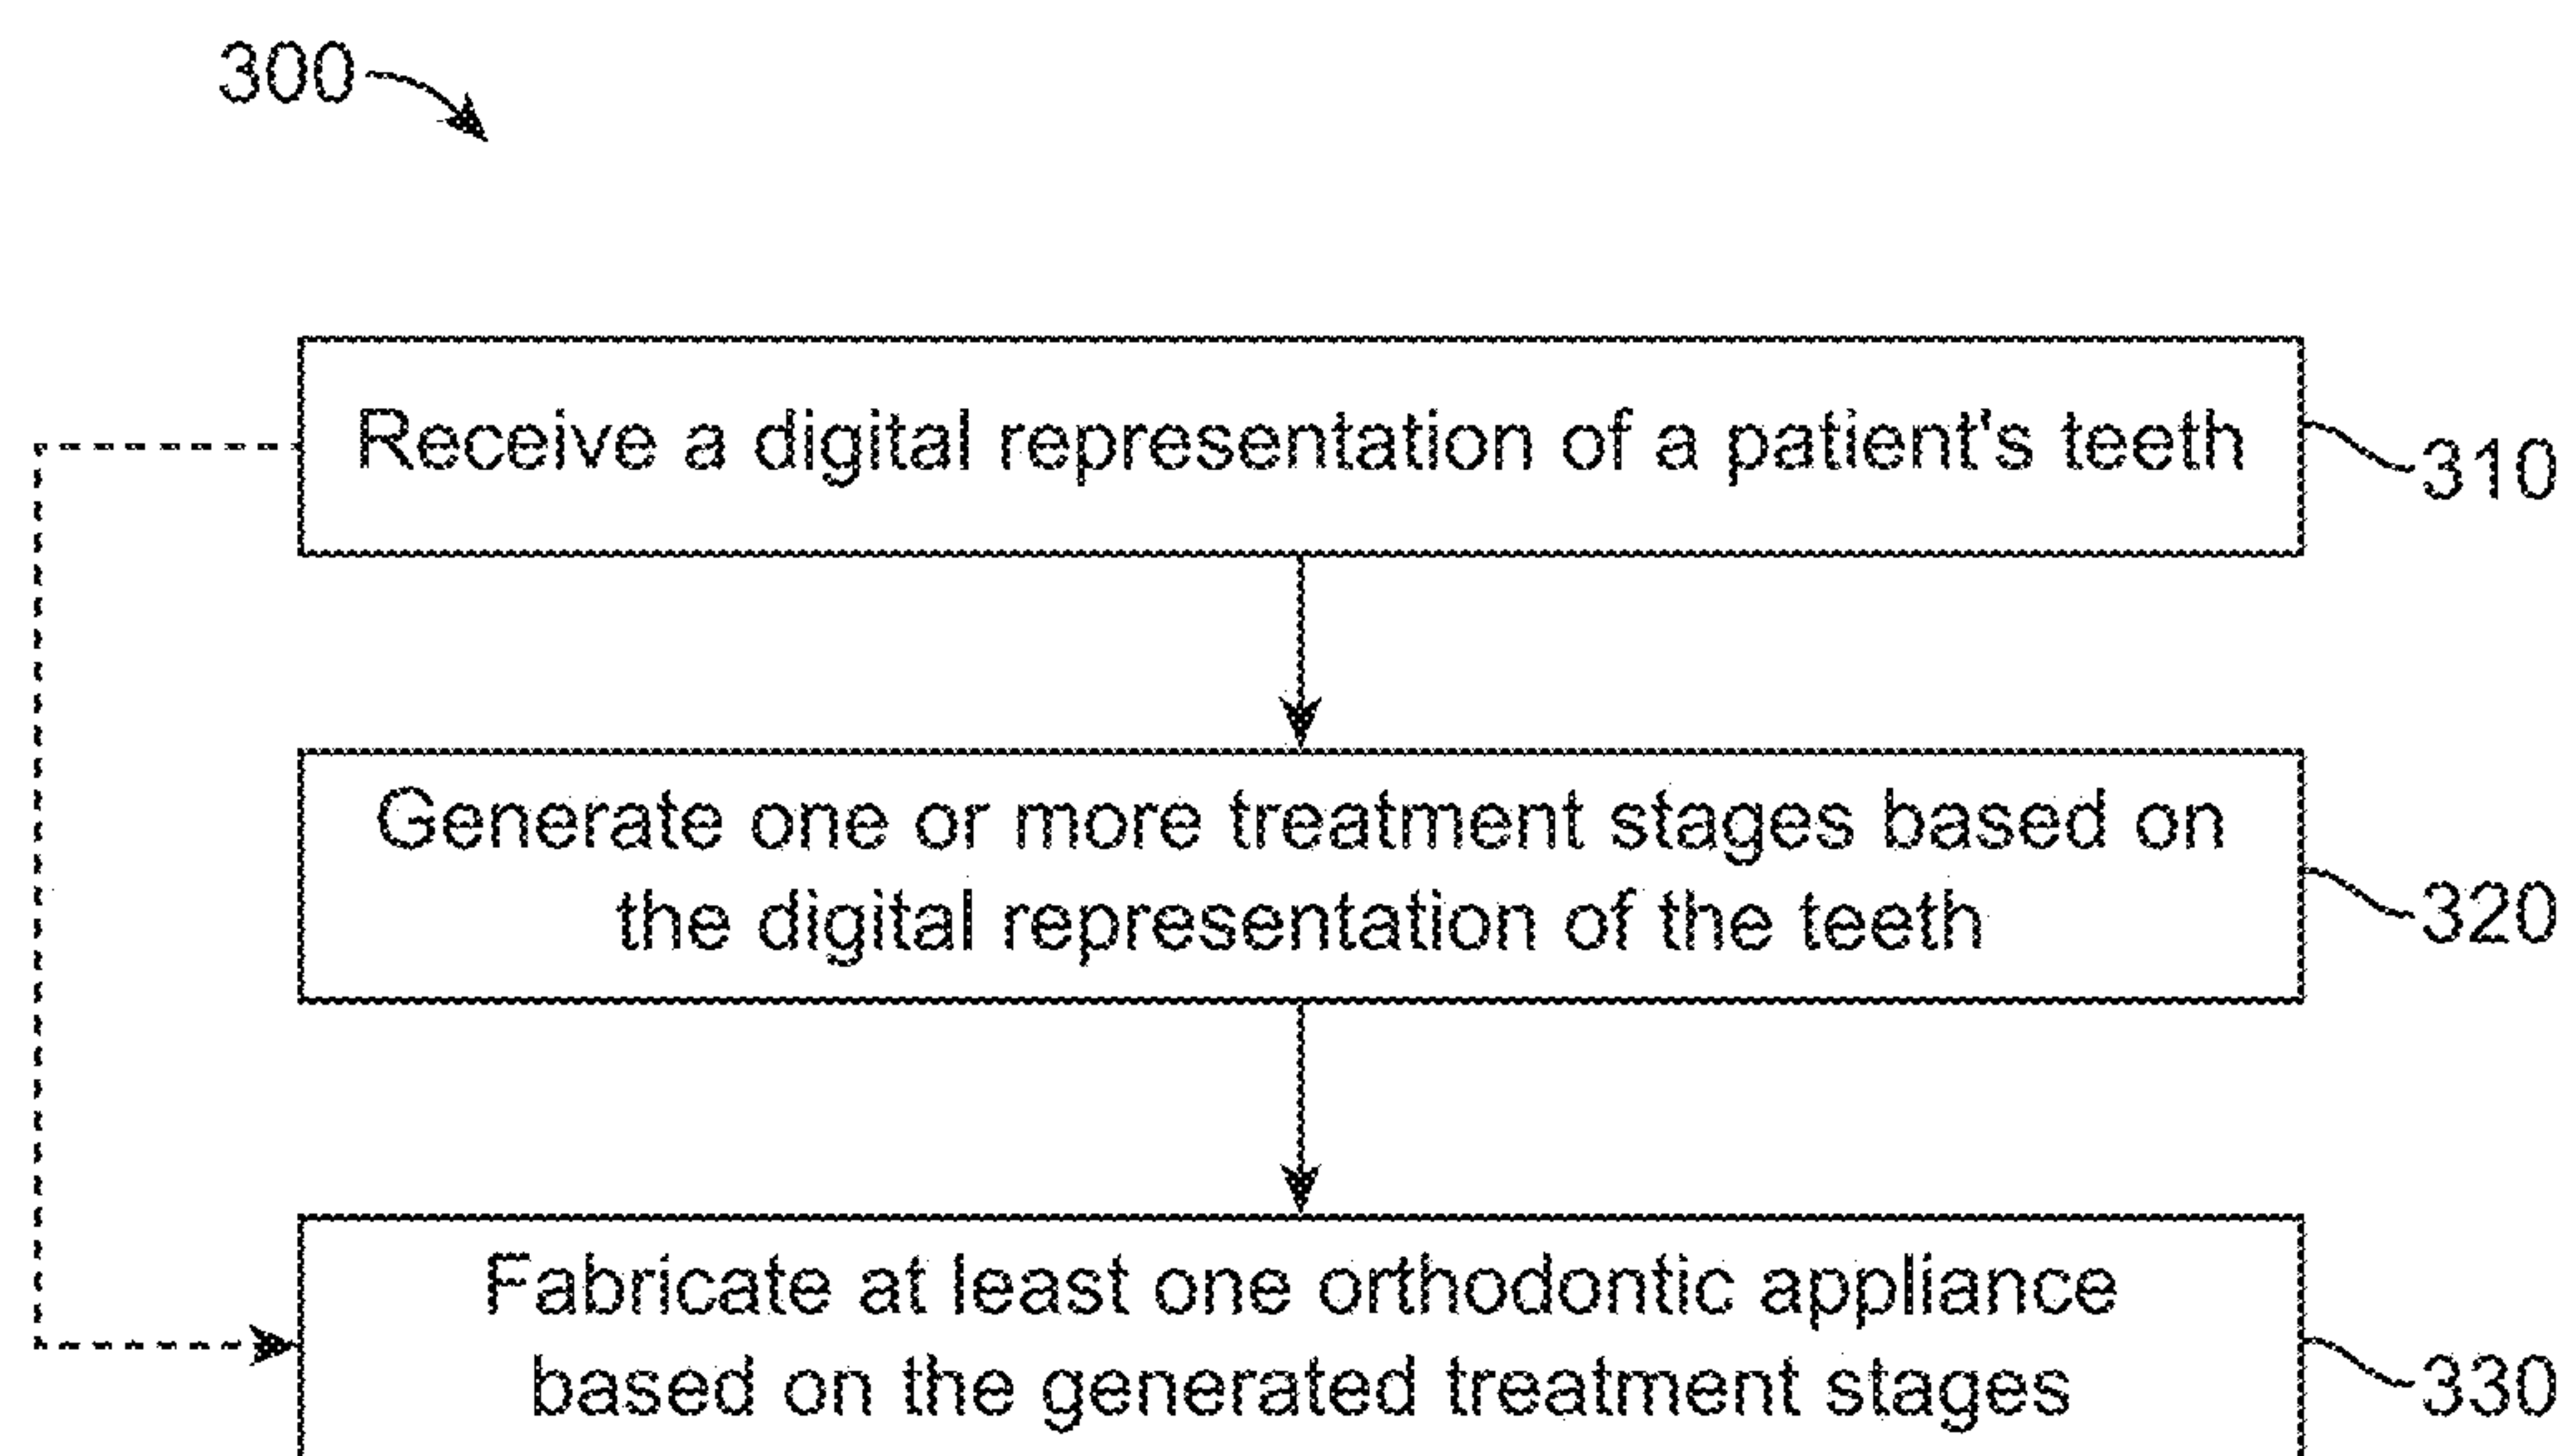 300
Receive a digital representation of a patient's teeth
310
Generate one or more treatment stages based on
the digital representation of the teeth
320
Fabricate at least one orthodontic appliance
based on the generated treatment stages
330